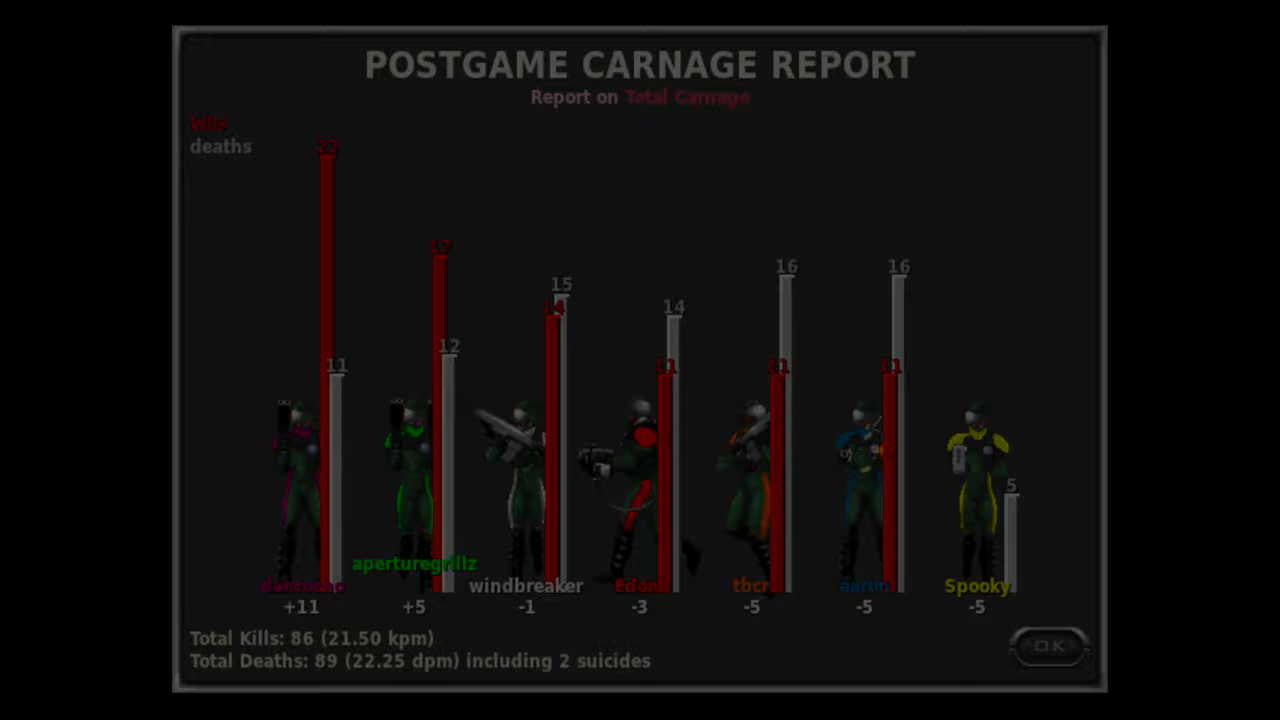 POSTGAME CARNAGE REPORT
Report on Total Carnage
kills
deaths
22
11
17
12
14
15
11
14
11
16
11
16
5
danrocho
aperturegrillz
windbreaker
Edon
tbcr
aaron
Spooky
+11
+5
-1
-3
-5
-5
-5
Total Kills: 86 (21.50 kpm)
Total Deaths: 89 (22.25 dpm) including 2 suicides
OK